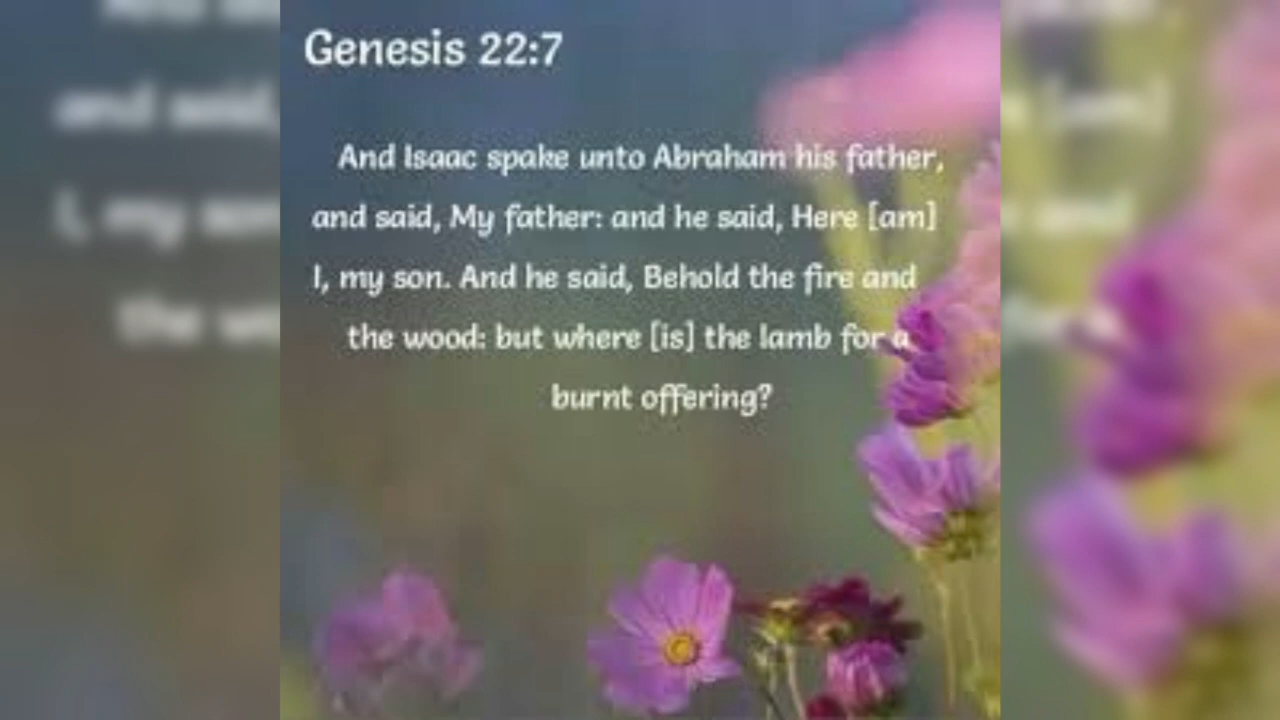 Genesis 22:7
And Isaac spake unto Abraham his father,
and said, My father: and he said, Here [am]
I, my son. And he said, Behold the fire and
the wood: but where [is] the lamb for a
burnt offering?